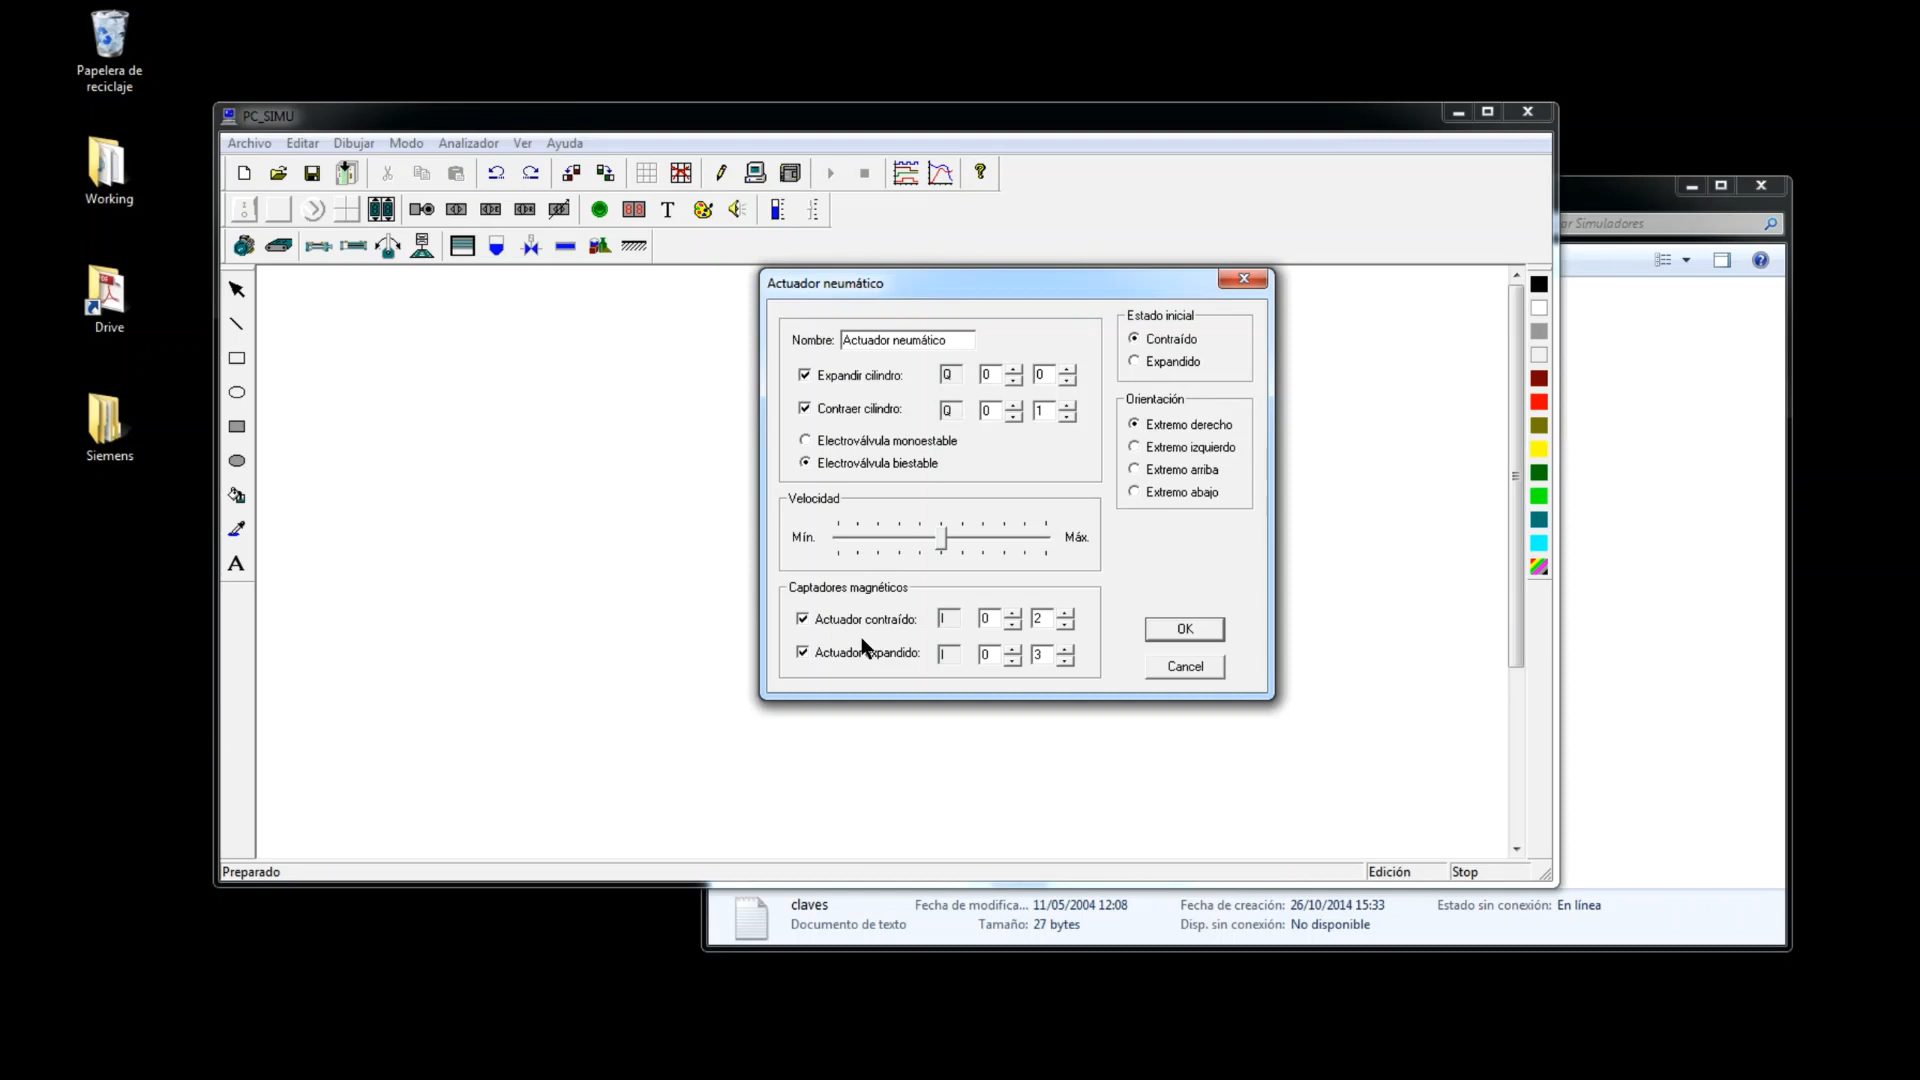 Papelera de
reciclaje
Working
Drive
Siemens
PC_SIMU
Archivo Editar Dibujar Modo Analizador Ver Ayuda
Actuador neumático
Nombre: Actuador neumático
Expandir cilindro: Q 0 0
Contraer cilindro: Q 0 1
Electroválvula monoestable
Electroválvula biestable
Velocidad
Mín. Máx.
Captadores magnéticos
Actuador contraído: I 0 2
Actuador expandido: I 0 3
Estado inicial
Contraído
Expandido
Orientación
Extremo derecho
Extremo izquierdo
Extremo arriba
Extremo abajo
OK
Cancel
Preparado Edición Stop
ar Simuladores
claves Fecha de modifica... 11/05/2004 12:08 Fecha de creación: 26/10/2014 15:33 Estado sin conexión: En línea
Documento de texto Tamaño: 27 bytes Disp. sin conexión: No disponible